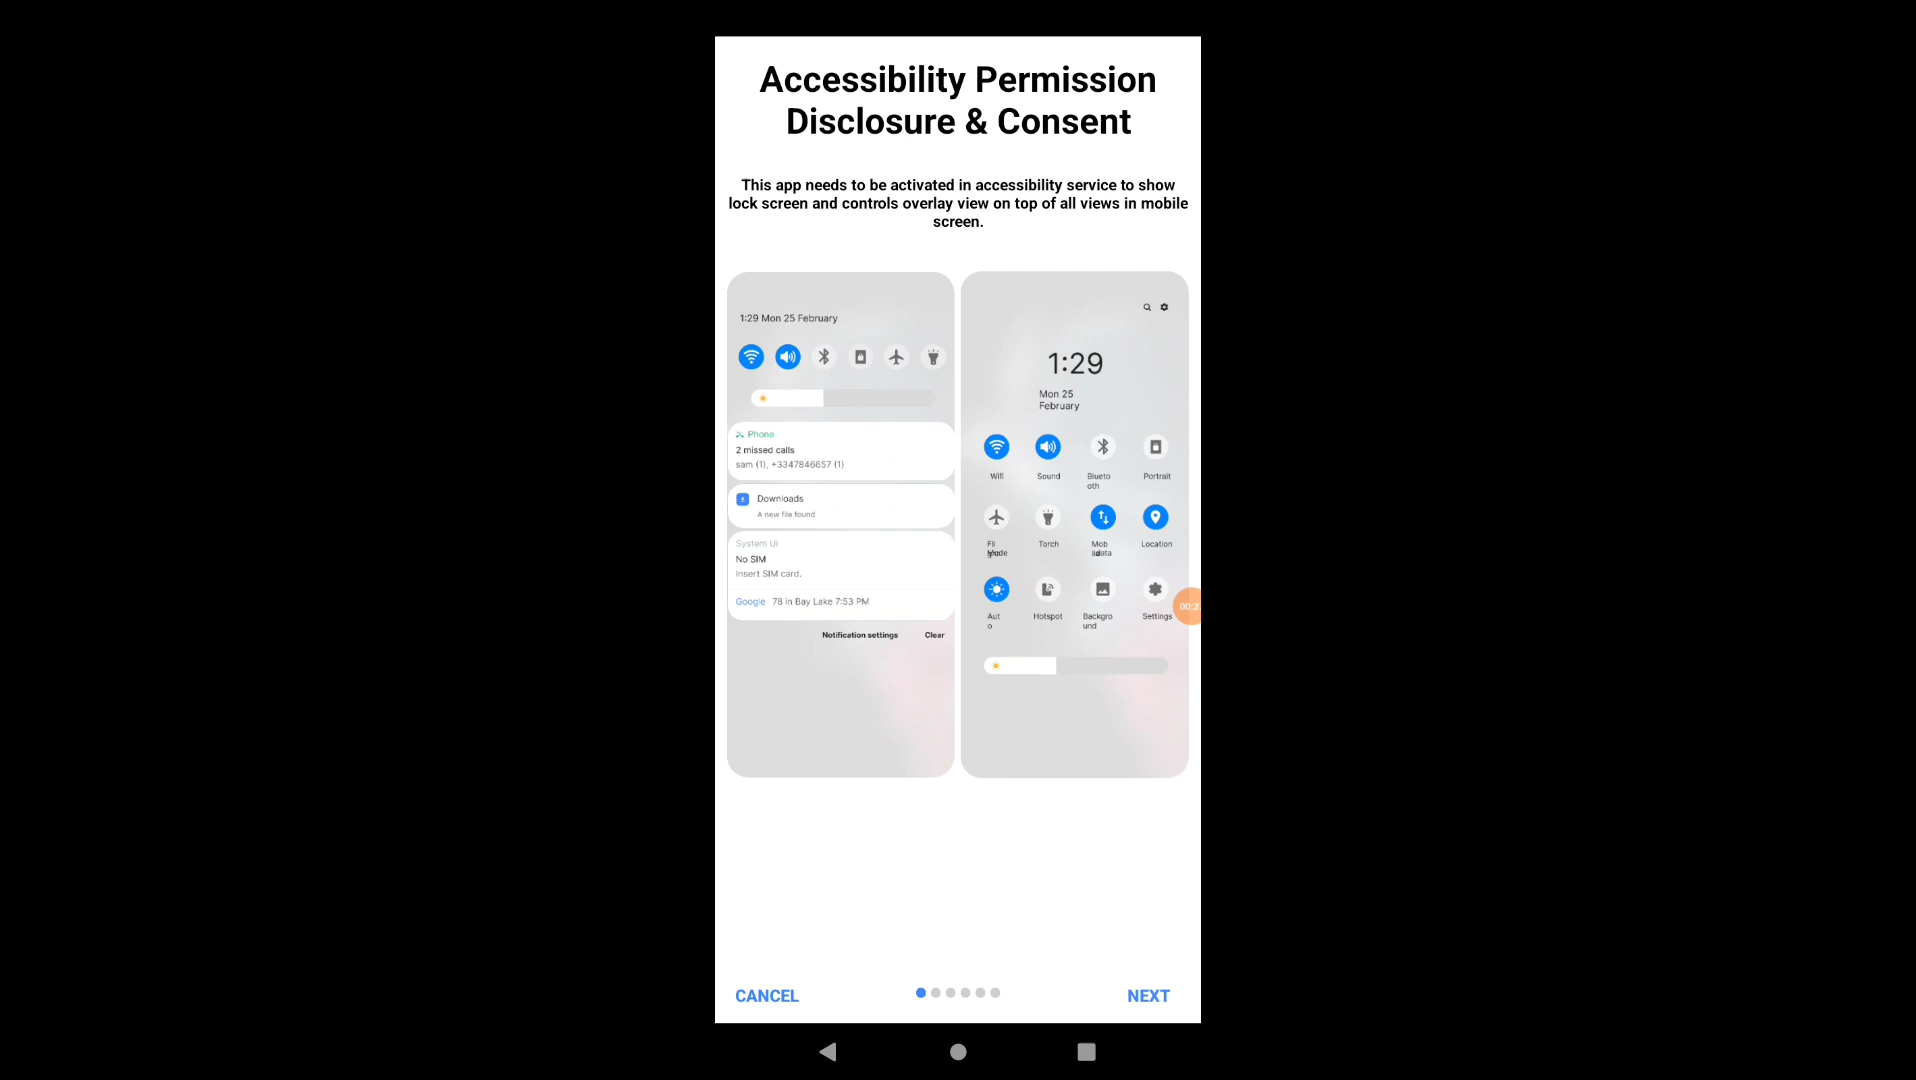 Accessibility Permission
Disclosure & Consent
This app needs to be activated in accessibility service to show
lock screen and controls overlay view on top of all views in mobile
screen.
1:29 Mon 25 February
Phone
2 missed calls
sam (1), +3347846657 (1)
Downloads
A new file found
System Ui
No SIM
Insert SIM card.
Google 78 in Bay Lake 7:53 PM
Notification settings Clear
1:29
Mon 25
February
Wifi Sound Blueto Portrait
oth
Torch Mob Location
Mode data
Aut Hotspot Backgro Settings
o und
CANCEL NEXT